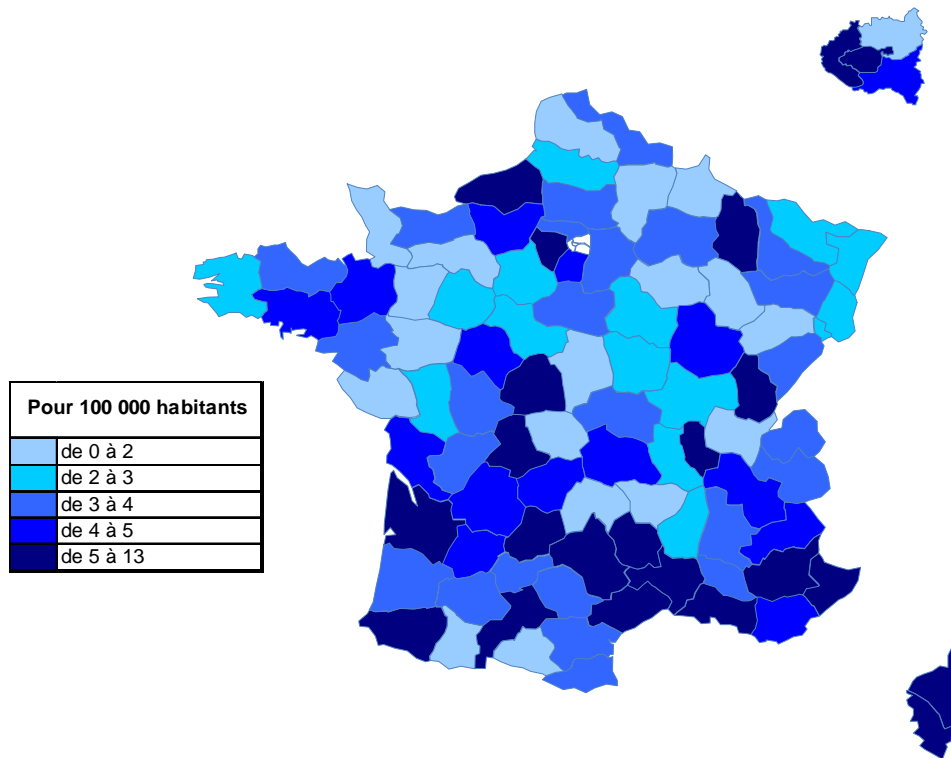 Pour 100 000 habitants
de 0 à 2
de 2 à 3
de 3 à 4
de 4 à 5
de 5 à 13